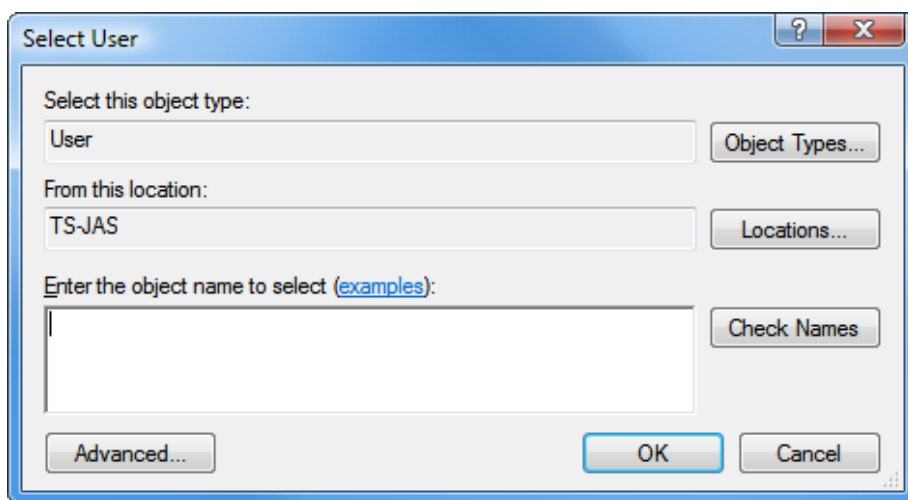 Select User
Select this object type:
User
Object Types...
From this location:
TS-JAS
Locations...
Enter the object name to select (examples):
Check Names
Advanced...
OK
Cancel